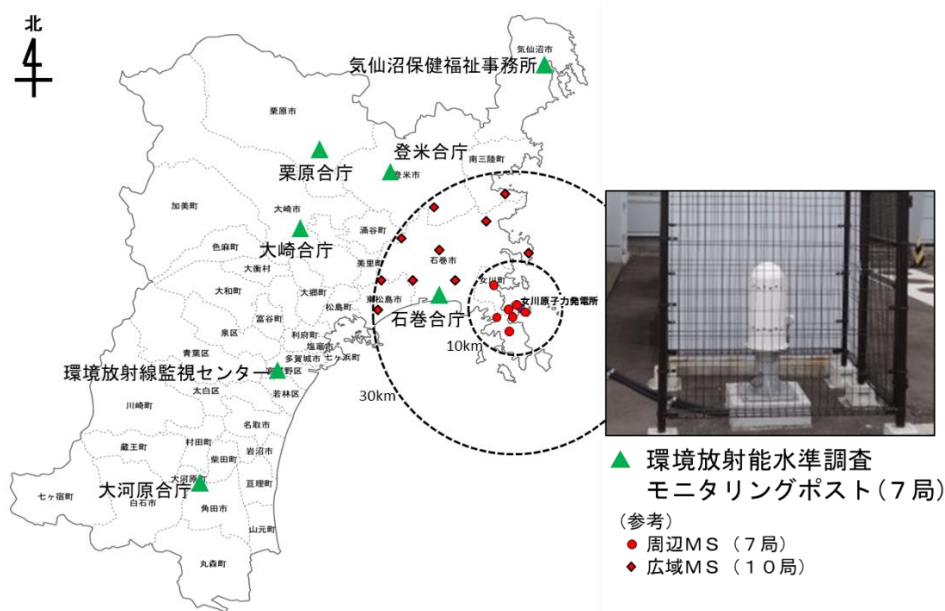 北
気仙沼市
気仙沼保健福祉事務所
栗原市
登米合庁
南三陸町
栗原合庁
登米市
加美町
大崎市
涌谷町
大崎合庁
色麻町
美里町
石巻市
大衡村
女川町
大和町
大郷町
東松島市
女川原子力発電所
松島町
富谷町
石巻合庁
泉区
利府町
塩竈市
10km
青葉区
多賀城市
七ヶ浜町
環境放射線監視センター
宮城野区
太白区
若林区
30km
川崎町
名取市
村田町
蔵王町
岩沼市
柴田町
大河原町
大河原合庁
亘理町
七ヶ宿町
白石市
角田市
山元町
丸森町
環境放射能水準調査
モニタリングポスト(７局)
(参考)
周辺ＭＳ（７局）
広域ＭＳ（１０局）